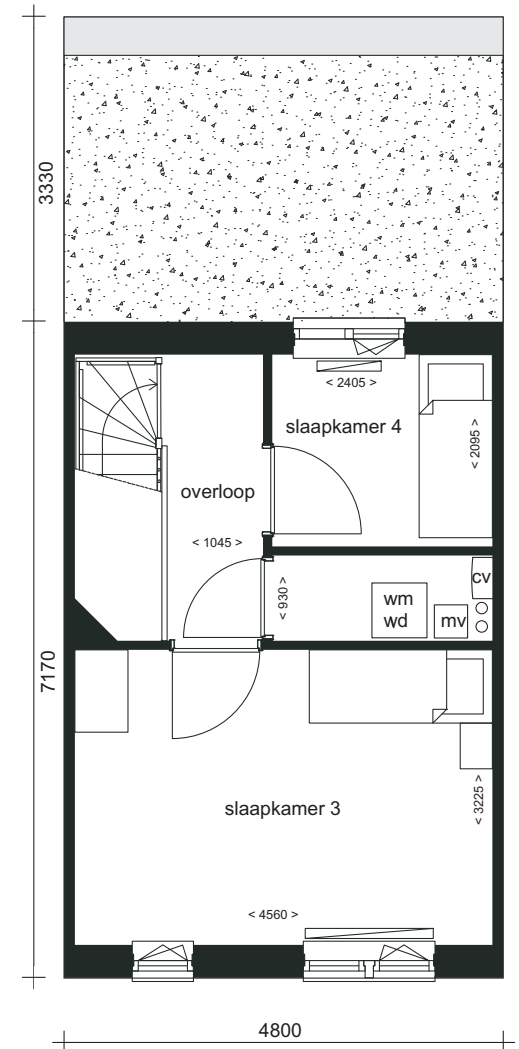 3330
< 2405 >
slaapkamer 4
< 2095 >
overloop
< 1045 >
< 930 >
cv
wm
wd
mv
7170
slaapkamer 3
< 3225 >
< 4560 >
4800